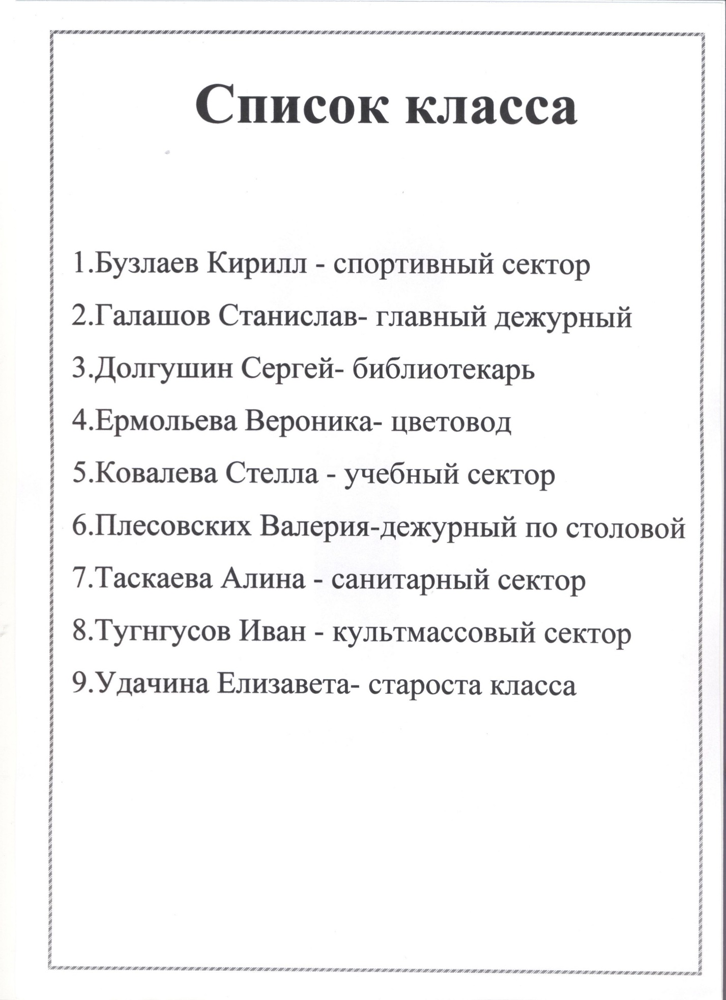 Список класса
1.Бузлаев Кирилл - спортивный сектор
2.Галашов Станислав- главный дежурный
3.Долгушин Сергей- библиотекарь
4.Ермольева Вероника- цветовод
5.Ковалева Стелла - учебный сектор
6.Плесовских Валерия-дежурный по столовой
7.Таскаева Алина - санитарный сектор
8.Тугнгусов Иван - культмассовый сектор
9.Удачина Елизавета- староста класса